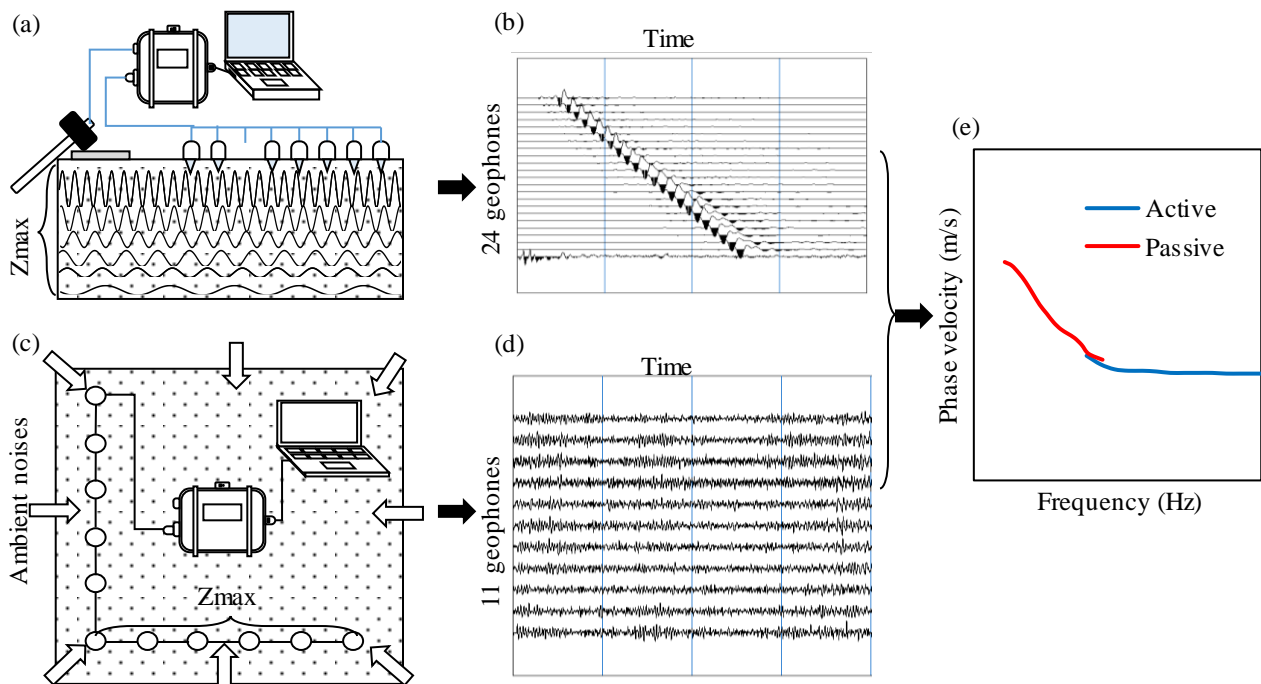 (a)
Zmax
(b)
Time
24 geophones
(c)
Ambient noises
Zmax
(d)
Time
11 geophones
(e)
Active
Passive
Phase velocity (m/s)
Frequency (Hz)